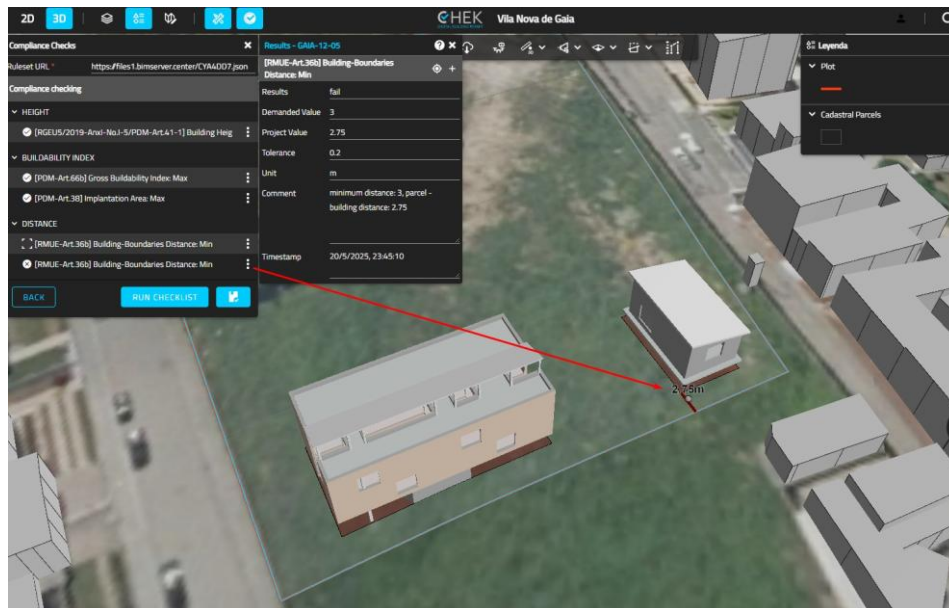 2D 3D
CHEK Vila Nova de Gaia
Compliance Checks
Ruleset URL * https://files1.bimserver.center/CYA4DD7.json
Compliance checking
HEIGHT
[RGEU5/2019-Anxi-No.I-5/PDM-Art.41-1] Building Heig
BUILDABILITY INDEX
[PDM-Art.66b] Gross Buildability Index: Max
[PDM-Art.38] Implantation Area: Max
DISTANCE
[RMUE-Art.36b] Building-Boundaries Distance: Min
[RMUE-Art.36b] Building-Boundaries Distance: Min
BACK RUN CHECKLIST
Results - GAIA-12-05
[RMUE-Art.36b] Building-Boundaries
Distance: Min
Results fail
Demanded Value 3
Project Value 2.75
Tolerance 0.2
Unit m
Comment minimum distance: 3, parcel -
building distance: 2.75
Timestamp 20/5/2025, 23:45:10
2.75m
Leyenda
Plot
Cadastral Parcels